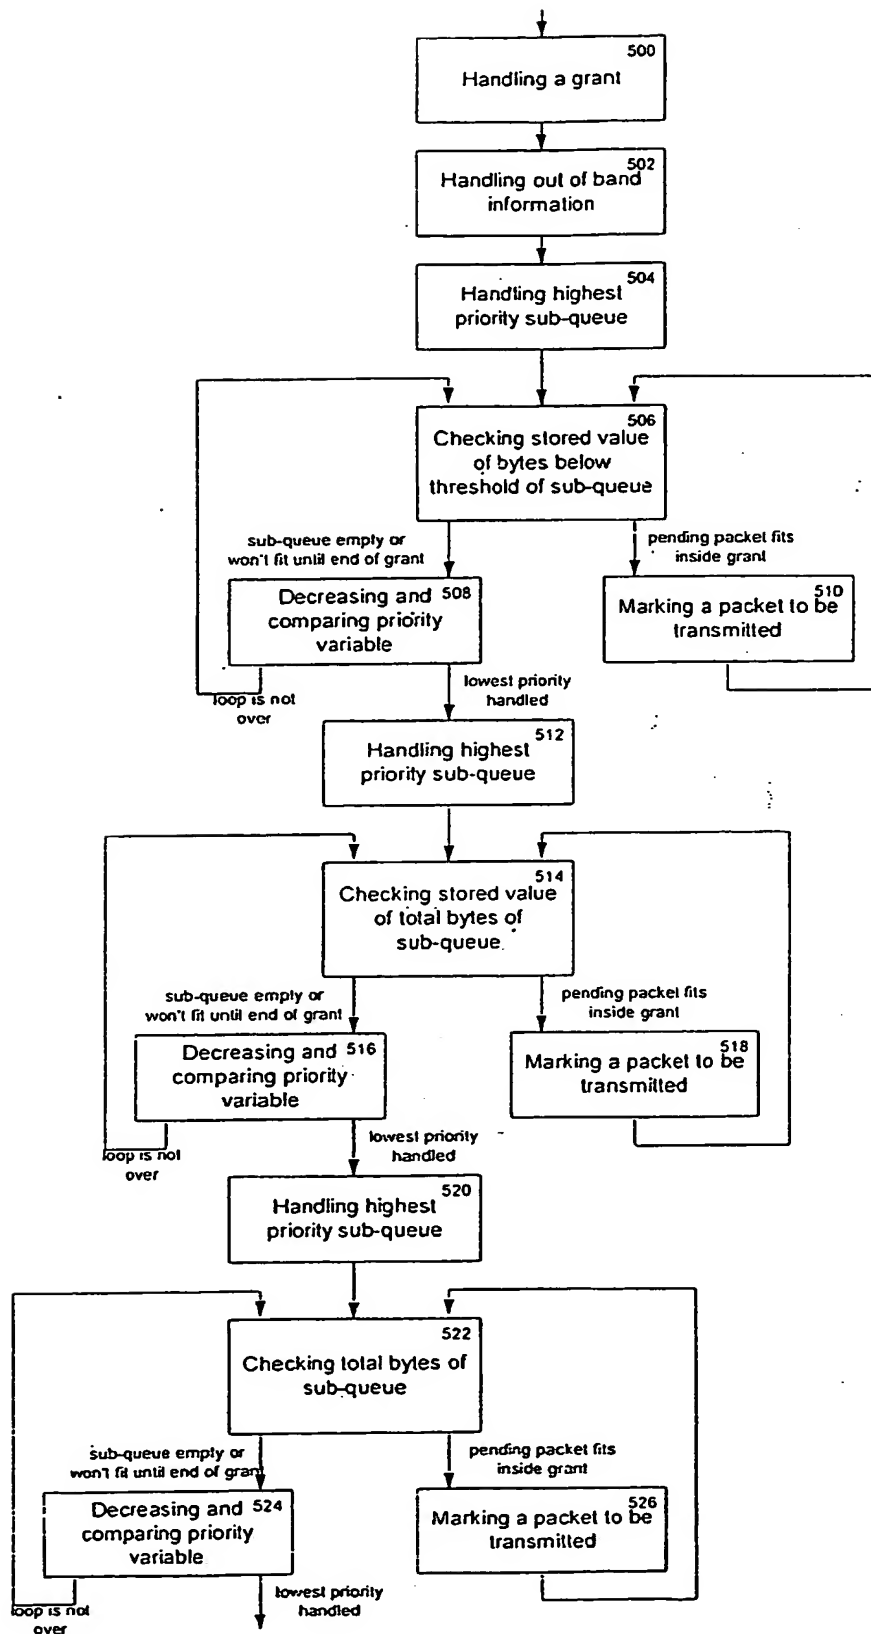 500
Handling a grant
502
Handling out of band
information
504
Handling highest
priority sub-queue
506
Checking stored value
of bytes below
threshold of sub-queue
sub-queue empty or
won't fit until end of grant
pending packet fits
inside grant
508
Decreasing and
comparing priority
variable
510
Marking a packet to be
transmitted
loop is not
over
lowest priority
handled
512
Handling highest
priority sub-queue
514
Checking stored value
of total bytes of
sub-queue
sub-queue empty or
won't fit until end of grant
pending packet fits
inside grant
516
Decreasing and
comparing priority
variable
518
Marking a packet to be
transmitted
loop is not
over
lowest priority
handled
520
Handling highest
priority sub-queue
522
Checking total bytes of
sub-queue
sub-queue empty or
won't fit until end of grant
pending packet fits
inside grant
524
Decreasing and
comparing priority
variable
526
Marking a packet to be
transmitted
loop is not
over
lowest priority
handled